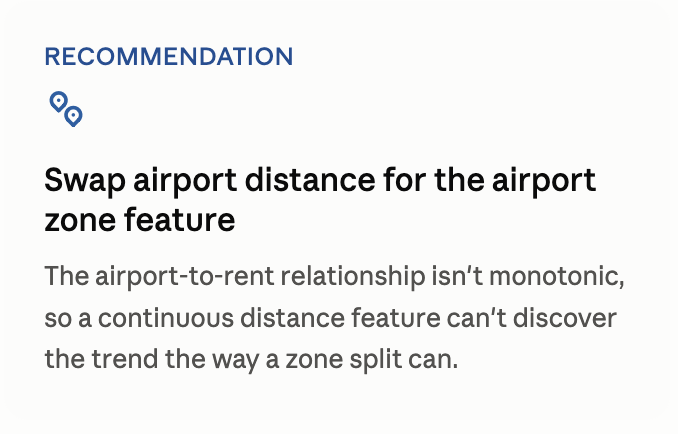 RECOMMENDATION
Swap airport distance for the airport
zone feature
The airport-to-rent relationship isn't monotonic,
so a continuous distance feature can't discover
the trend the way a zone split can.